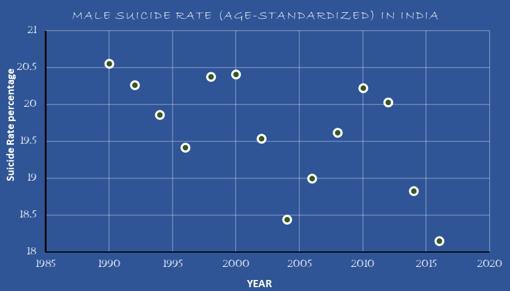 MALE SUICIDE RATE (AGE-STANDARDIZED) IN INDIA
Suicide Rate percentage
21
20.5
20
19.5
19
18.5
18
1985 1990 1995 2000 2005 2010 2015 2020
YEAR